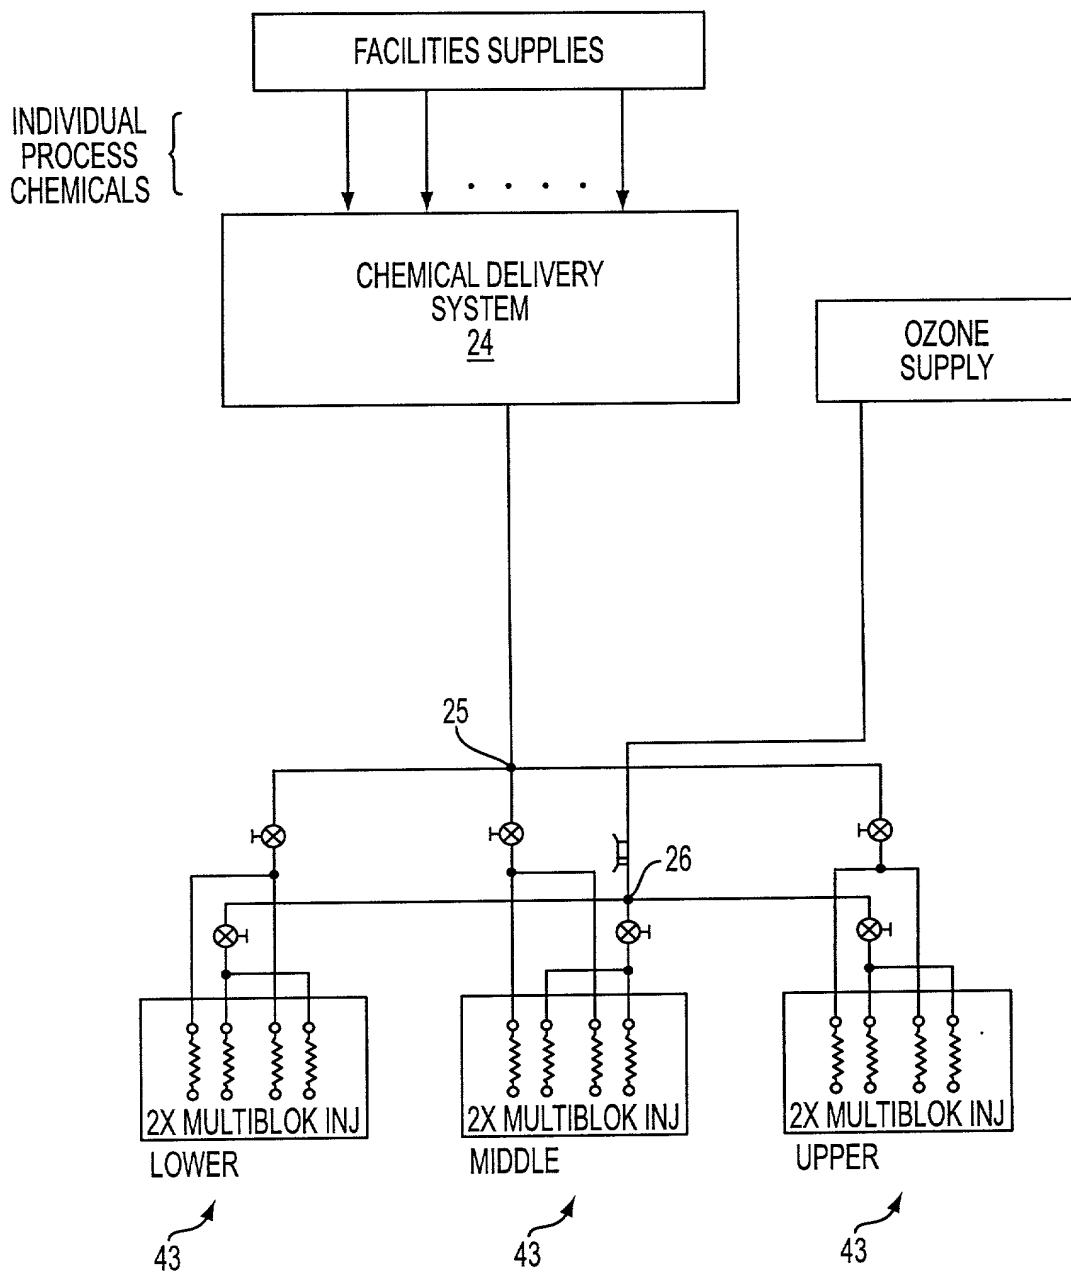 FACILITIES SUPPLIES
INDIVIDUAL
PROCESS
CHEMICALS
CHEMICAL DELIVERY
SYSTEM
24
OZONE
SUPPLY
25
26
2X MULTIBLOK INJ
2X MULTIBLOK INJ
2X MULTIBLOK INJ
LOWER
MIDDLE
UPPER
43
43
43